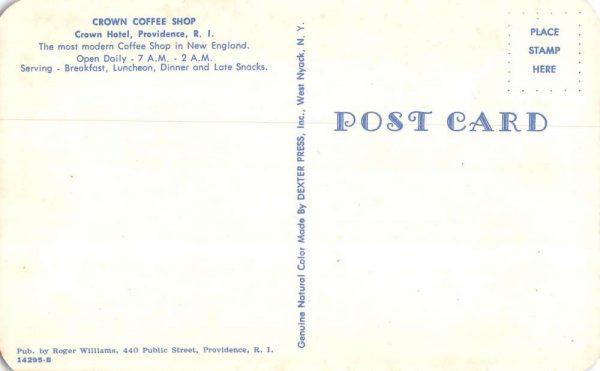 CROWN COFFEE SHOP
Crown Hotel, Providence, R. I.
The most modern Coffee Shop in New England.
Open Daily - 7 A.M. - 2 A.M.
Serving - Breakfast, Luncheon, Dinner and Late Snacks.
Genuine Natural Color Made By DEXTER PRESS, Inc., West Nyack, N. Y.
PLACE
STAMP
HERE
POST CARD
Pub. by Roger Williams, 440 Public Street, Providence, R. I.
14295-B